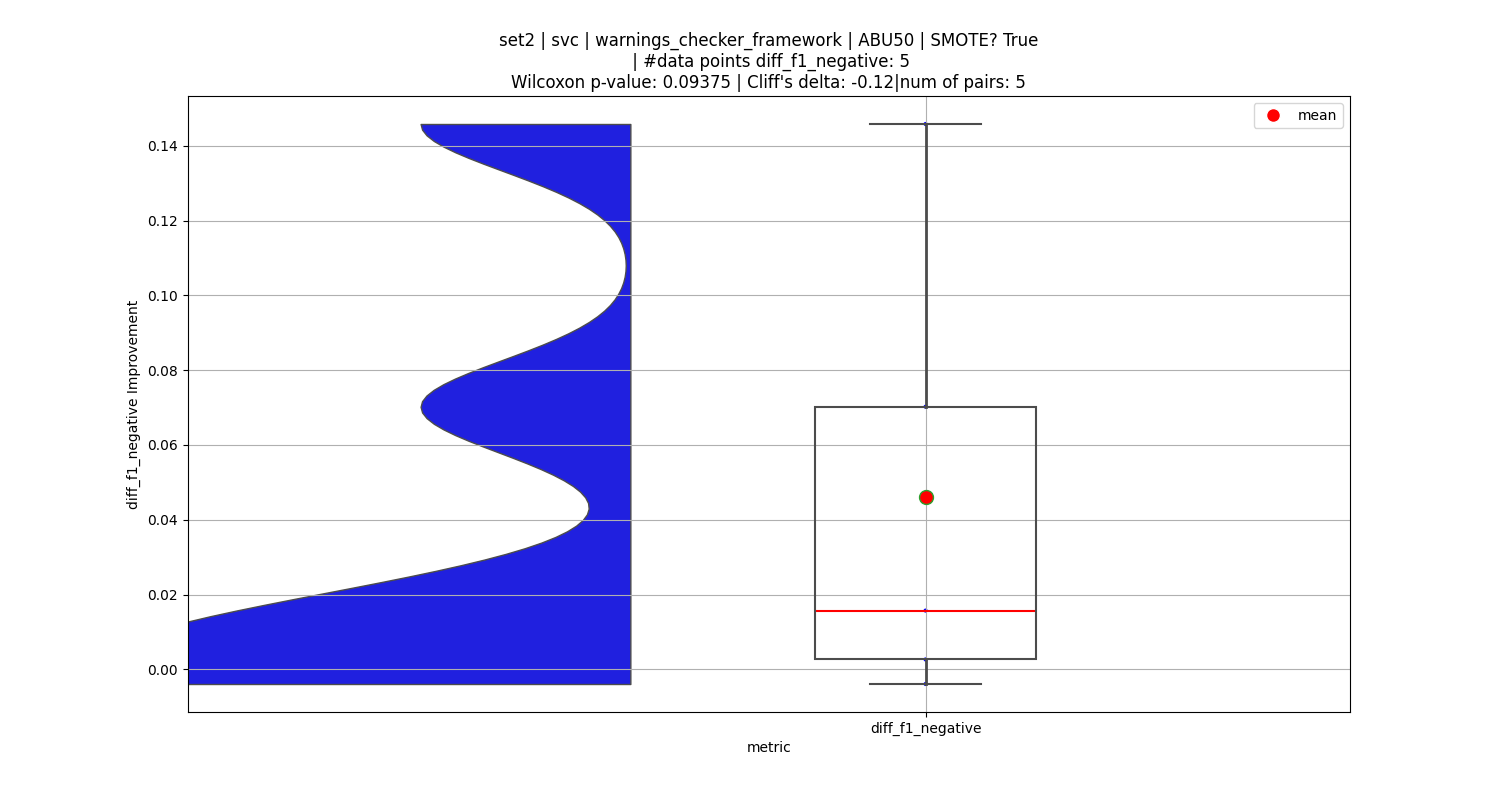 set2 | svc | warnings_checker_framework | ABU50 | SMOTE? True
| #data points diff_f1_negative: 5
Wilcoxon p-value: 0.09375 | Cliff's delta: -0.12|num of pairs: 5
mean
0.14
0.12
0.10
0.08
0.06
0.04
0.02
0.00
diff_f1_negative Improvement
diff_f1_negative
metric